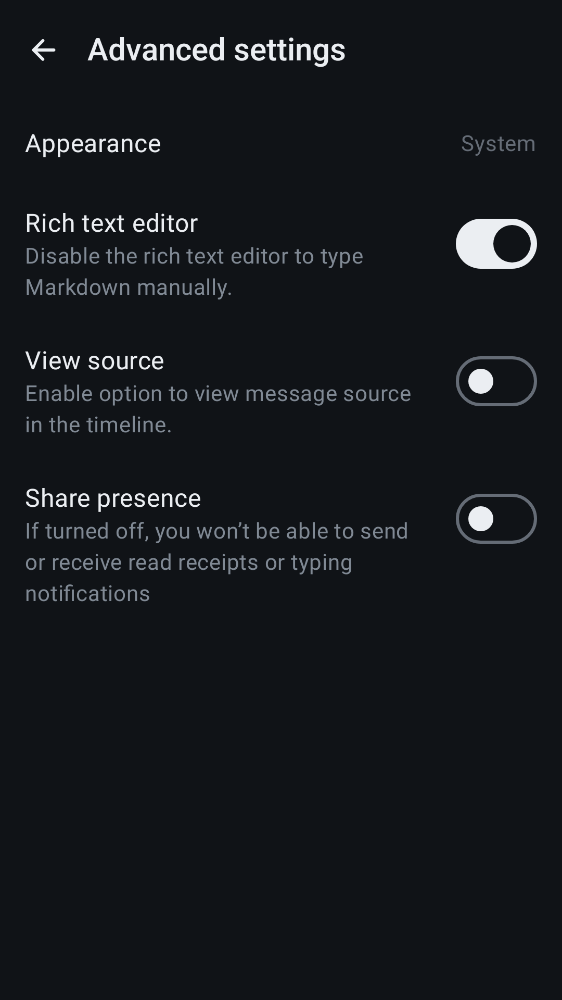 Advanced settings
Appearance
System
Rich text editor
Disable the rich text editor to type
Markdown manually.
View source
Enable option to view message source
in the timeline.
Share presence
If turned off, you won’t be able to send
or receive read receipts or typing
notifications